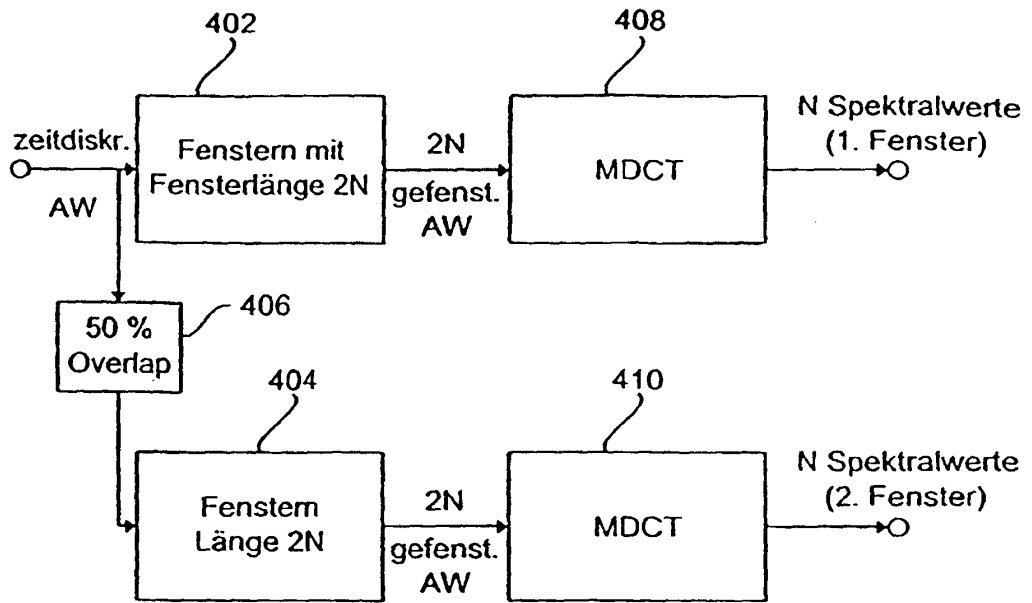 402
408
zeitdiskr.
AW
Fenstern mit
Fensterlänge 2N
2N
gefenst.
AW
MDCT
N Spektralwerte
(1. Fenster)
50 %
Overlap
406
404
410
Fenstern
Länge 2N
2N
gefenst.
AW
MDCT
N Spektralwerte
(2. Fenster)